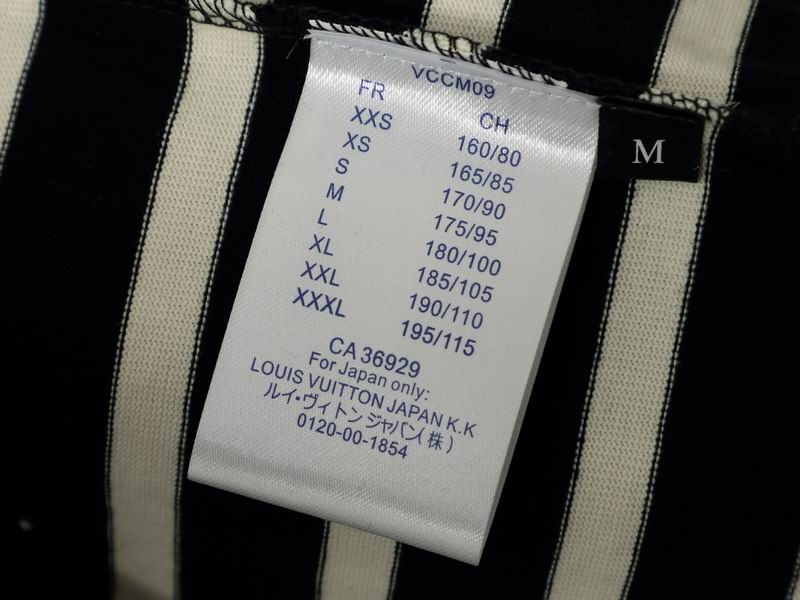 VCCM09
FR CH
XXS 160/80
XS 165/85
S 170/90
M 175/95
L 180/100
XL 185/105
XXL 190/110
XXXL 195/115
CA 36929
For Japan only:
LOUIS VUITTON JAPAN K.K
ルイ・ヴィトンジャパン(株)
0120-00-1854
M